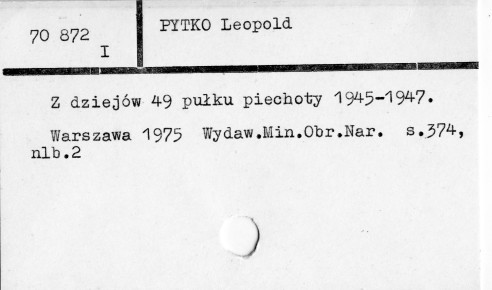 70 872
I
PYTKO Leopold
Z dziejów 49 pułku piechoty 1945-1947.
Warszawa 1975 Wydaw.Min.Obr.Nar. s.374,
nlb.2